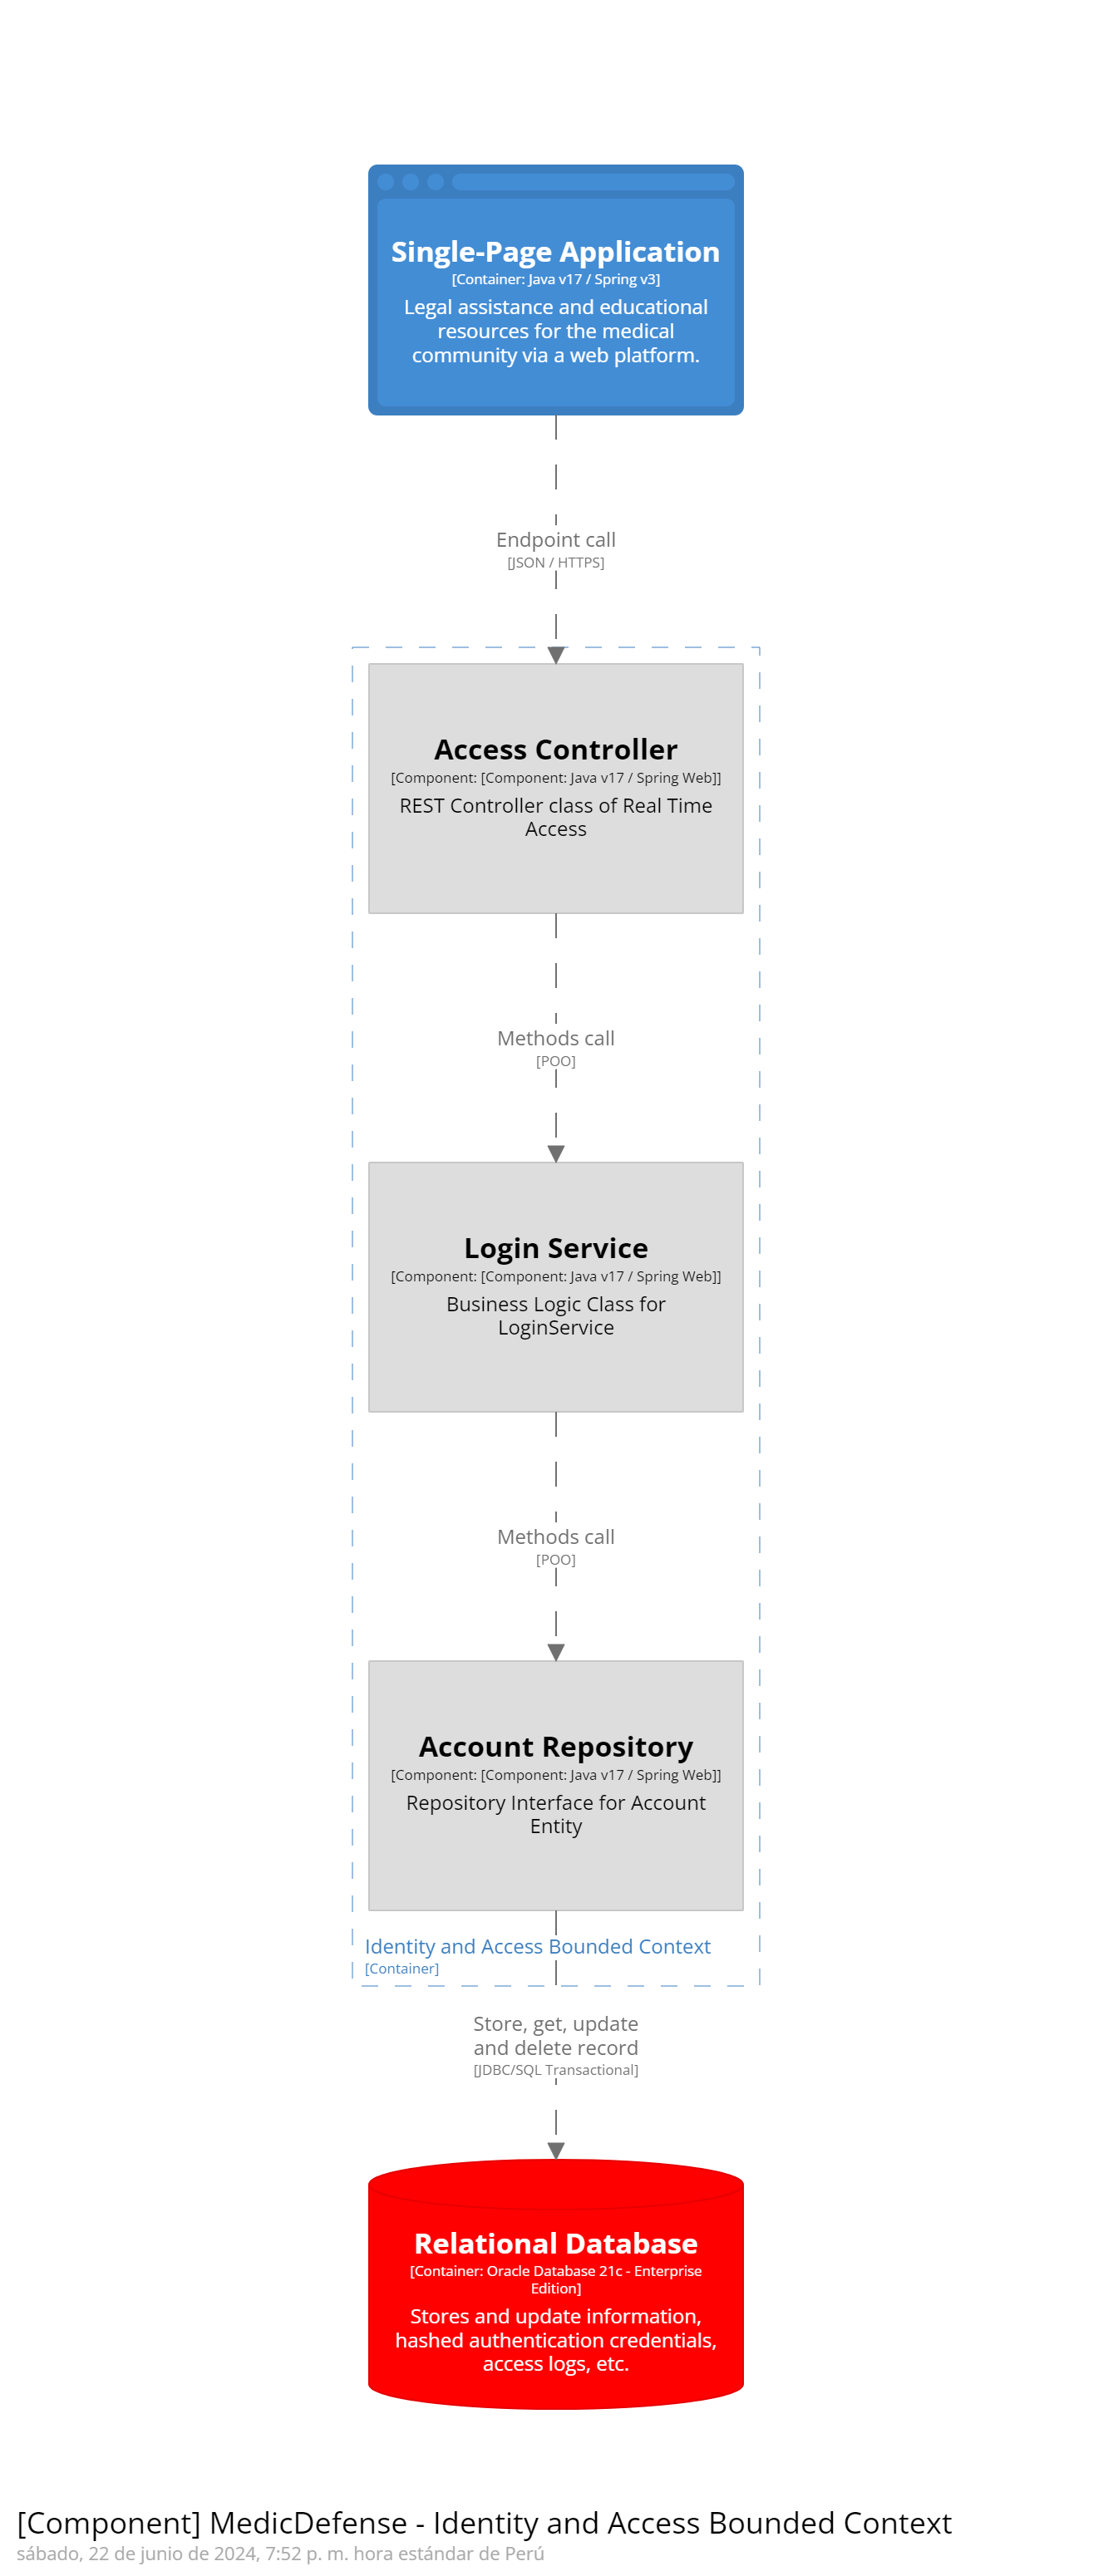 Single-Page Application
[Container: Java v17 / Spring v3]
Legal assistance and educational
resources for the medical
community via a web platform.
Endpoint call
[JSON / HTTPS]
Access Controller
[Component: [Component: Java v17 / Spring Web]]
REST Controller class of Real Time
Access
Methods call
[POO]
Login Service
[Component: [Component: Java v17 / Spring Web]]
Business Logic Class for
LoginService
Methods call
[POO]
Account Repository
[Component: [Component: Java v17 / Spring Web]]
Repository Interface for Account
Entity
Identity and Access Bounded Context
[Container]
Store, get, update
and delete record
[JDBC/SQL Transactional]
Relational Database
[Container: Oracle Database 21c - Enterprise
Edition]
Stores and update information,
hashed authentication credentials,
access logs, etc.
[Component] MedicDefense - Identity and Access Bounded Context
sábado, 22 de junio de 2024, 7:52 p. m. hora estándar de Perú